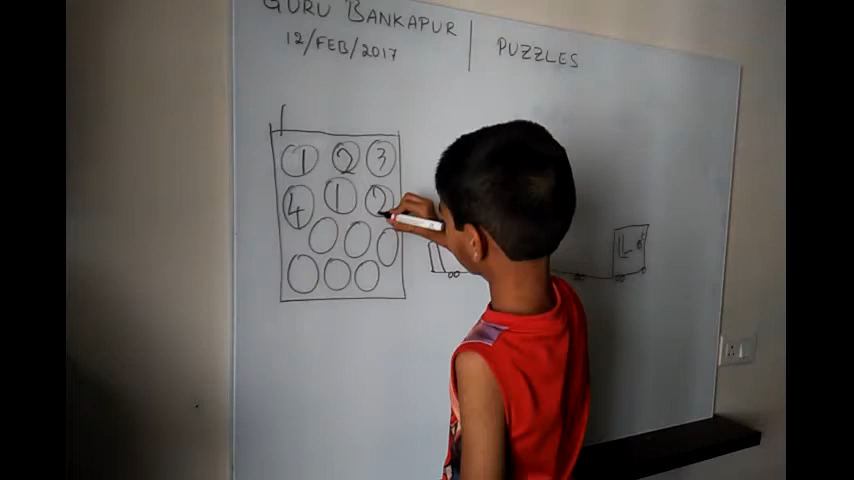 GURU BANKAPUR
12/FEB/2017
PUZZLES
1 2 3
4 1 2